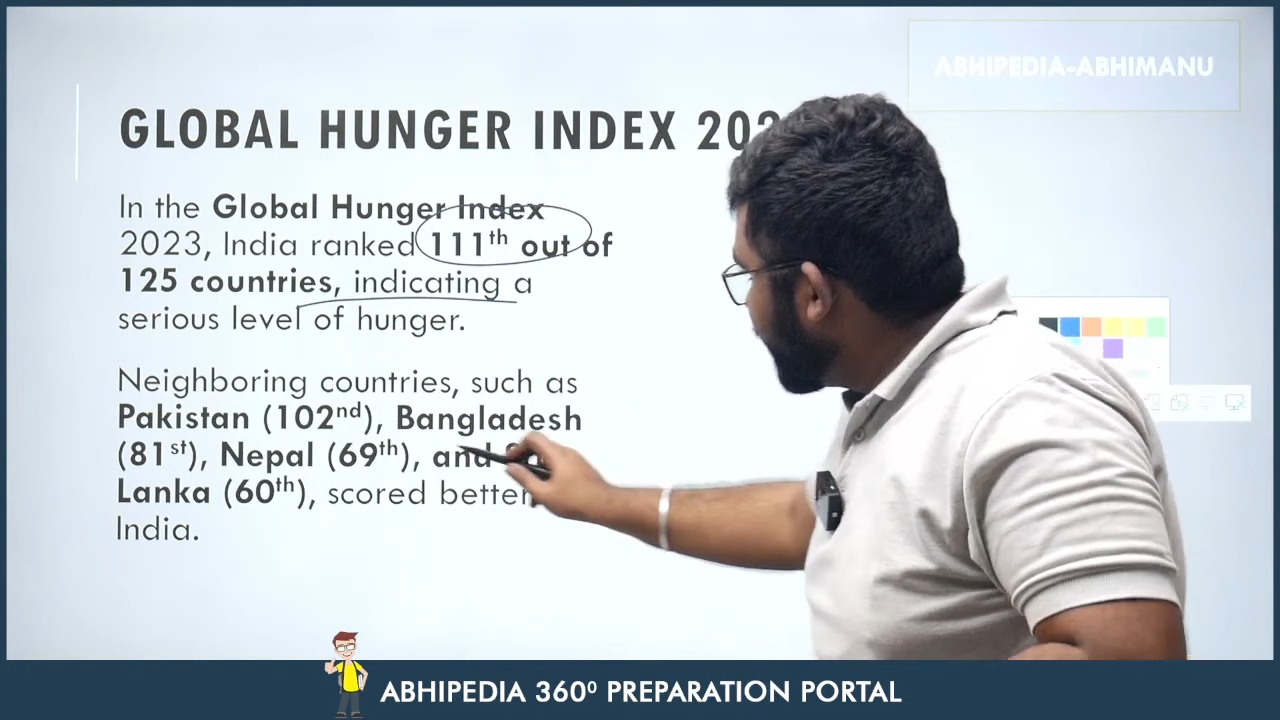 ABHIPEDIA-ABHIMANU
GLOBAL HUNGER INDEX
In the Global Hunger Index
2023, India ranked 111th out of
125 countries, indicating a
serious level of hunger.
Neighboring countries, such as
Pakistan (102nd), Bangladesh
(81st), Nepal (69th), and
Lanka (60th), scored better
India.
ABHIPEDIA 360⁰ PREPARATION PORTAL